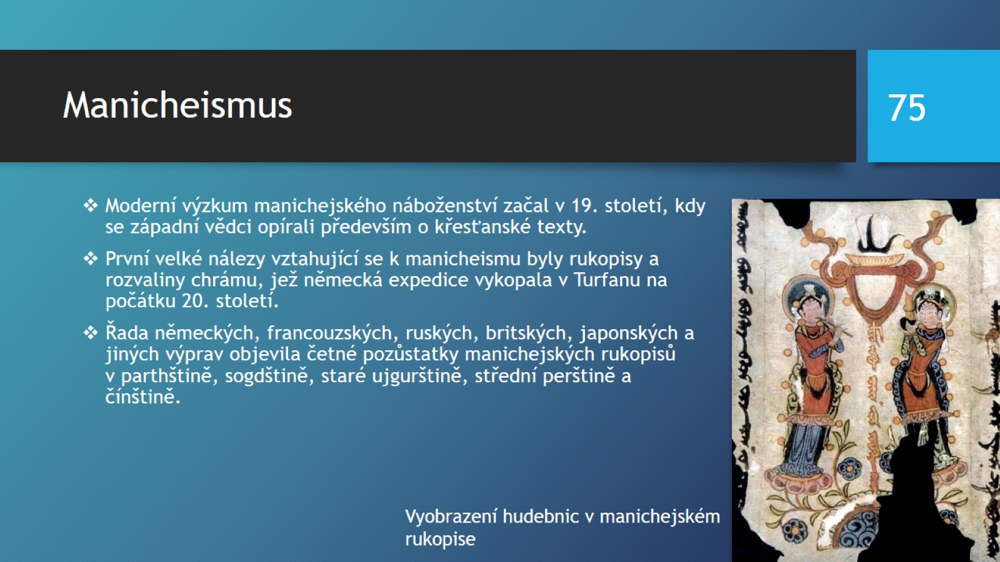 Manicheismus
75
❖ Moderní výzkum manichejského náboženství začal v 19. století, kdy
se západní vědci opírali především o křesťanské texty.
❖ První velké nálezy vztahující se k manicheismu byly rukopisy a
rozvaliny chrámu, jež německá expedice vykopala v Turfanu na
počátku 20. století.
❖ Řada německých, francouzských, ruských, britských, japonských a
jiných výprav objevila četné pozůstatky manichejských rukopisů
v parthštině, sogdštině, staré ujgurštině, střední perštině a
čínštině.
Vyobrazení hudebnic v manichejském
rukopise